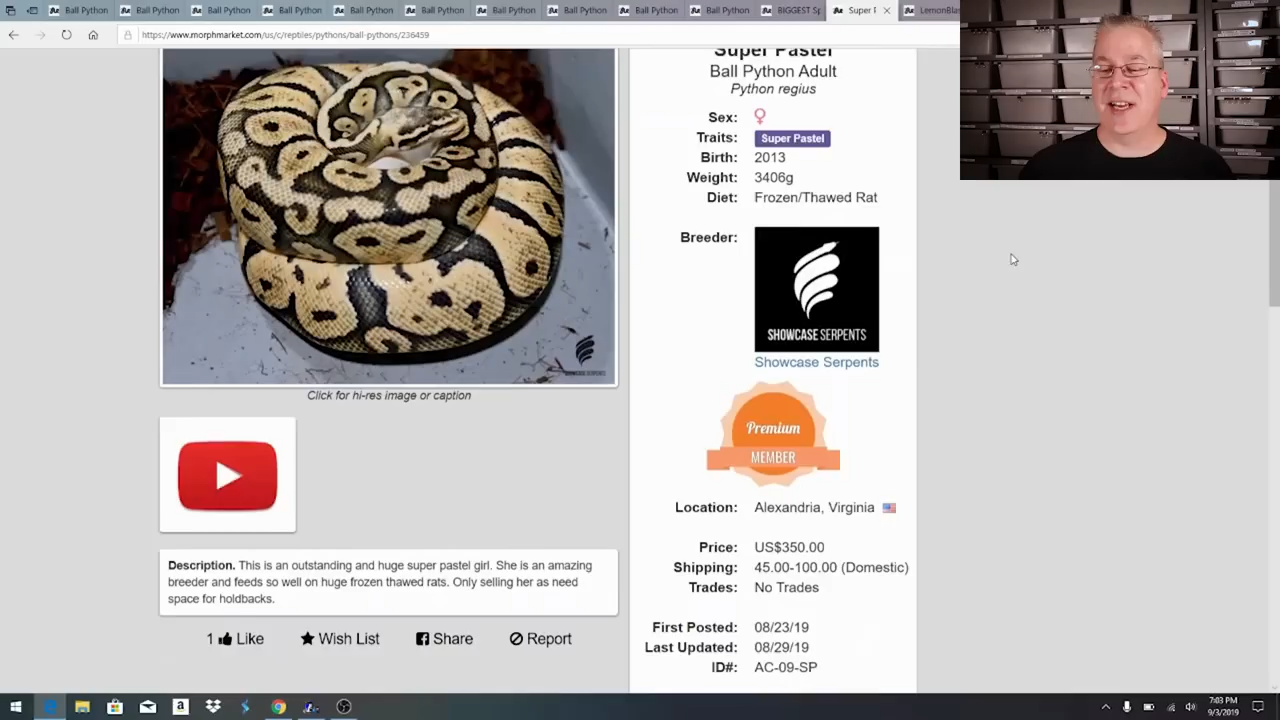 Ball Python
Ball Python
Ball Python
Ball Python
Ball Python
Ball Python
Ball Python
Ball Python
Ball Python
Ball Python
BIGGEST Sp
Super F
LemonBlas
https://www.morphmarket.com/us/c/reptiles/pythons/ball-pythons/236459
Super Pastel
Ball Python Adult
Python regius
Sex: ♀
Traits: Super Pastel
Birth: 2013
Weight: 3406g
Diet: Frozen/Thawed Rat
Breeder:
SHOWCASE SERPENTS
Showcase Serpents
Premium
MEMBER
Location: Alexandria, Virginia
Price: US$350.00
Shipping: 45.00-100.00 (Domestic)
Trades: No Trades
First Posted: 08/23/19
Last Updated: 08/29/19
ID#: AC-09-SP
SHOWCASE SERPENTS
Click for hi-res image or caption
Description. This is an outstanding and huge super pastel girl. She is an amazing
breeder and feeds so well on huge frozen thawed rats. Only selling her as need
space for holdbacks.
1 Like Wish List Share Report
7:03 PM
9/3/2019